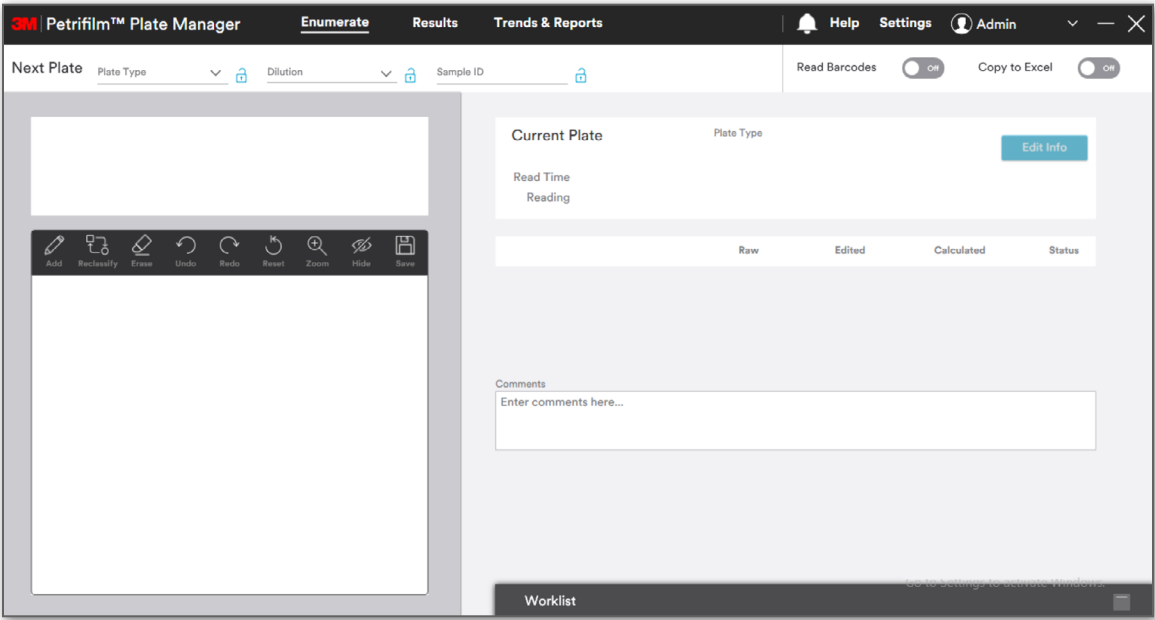 3M Petrifilm™ Plate Manager Enumerate Results Trends & Reports Help Settings Admin
Next Plate Plate Type Dilution Sample ID Read Barcodes Off Copy to Excel Off
Current Plate Plate Type Edit Info
Read Time
Reading
Add Reclassify Erase Undo Redo Reset Zoom Hide Save
Raw Edited Calculated Status
Comments
Enter comments here...
Go to Settings to activate Windows.
Worklist